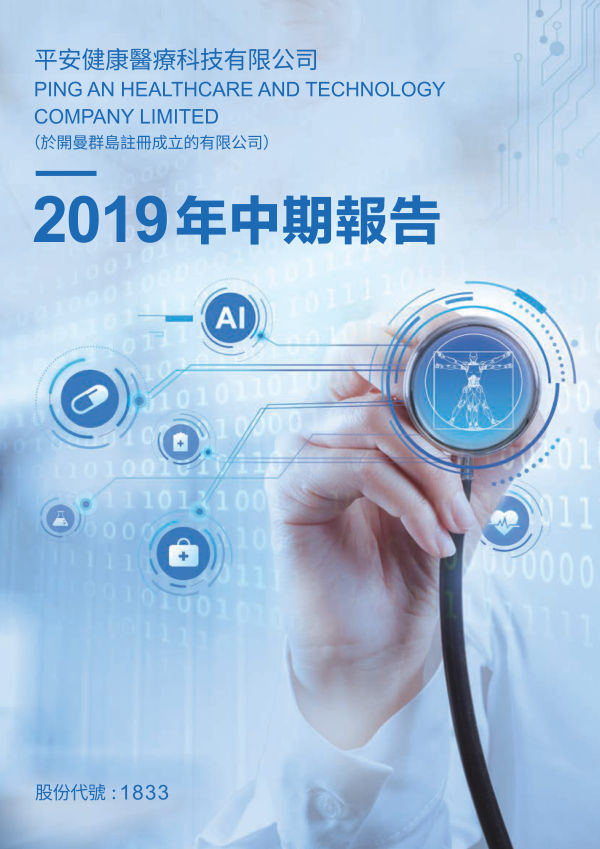 平安健康醫療科技有限公司
PING AN HEALTHCARE AND TECHNOLOGY
COMPANY LIMITED
(於開曼群島註冊成立的有限公司)
2019年中期報告
AI
股份代號 : 1833